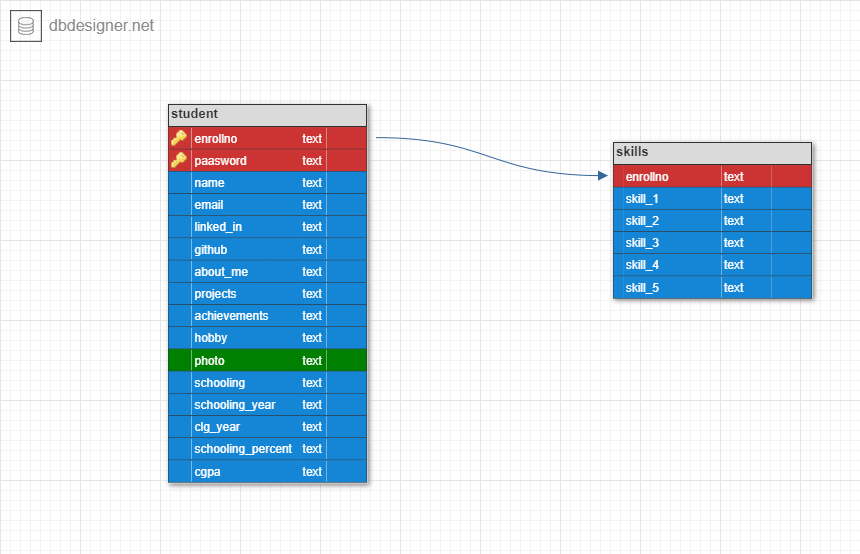 dbdesigner.net
student
enrollno text
paasword text
name text
email text
linked_in text
github text
about_me text
projects text
achievements text
hobby text
photo text
schooling text
schooling_year text
clg_year text
schooling_percent text
cgpa text
skills
enrollno text
skill_1 text
skill_2 text
skill_3 text
skill_4 text
skill_5 text